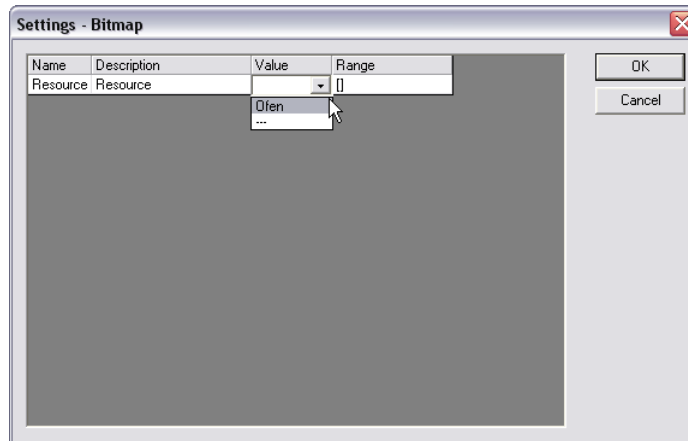 Settings - Bitmap
Name Description Value Range
Resource Resource []
Ofen
---
OK
Cancel